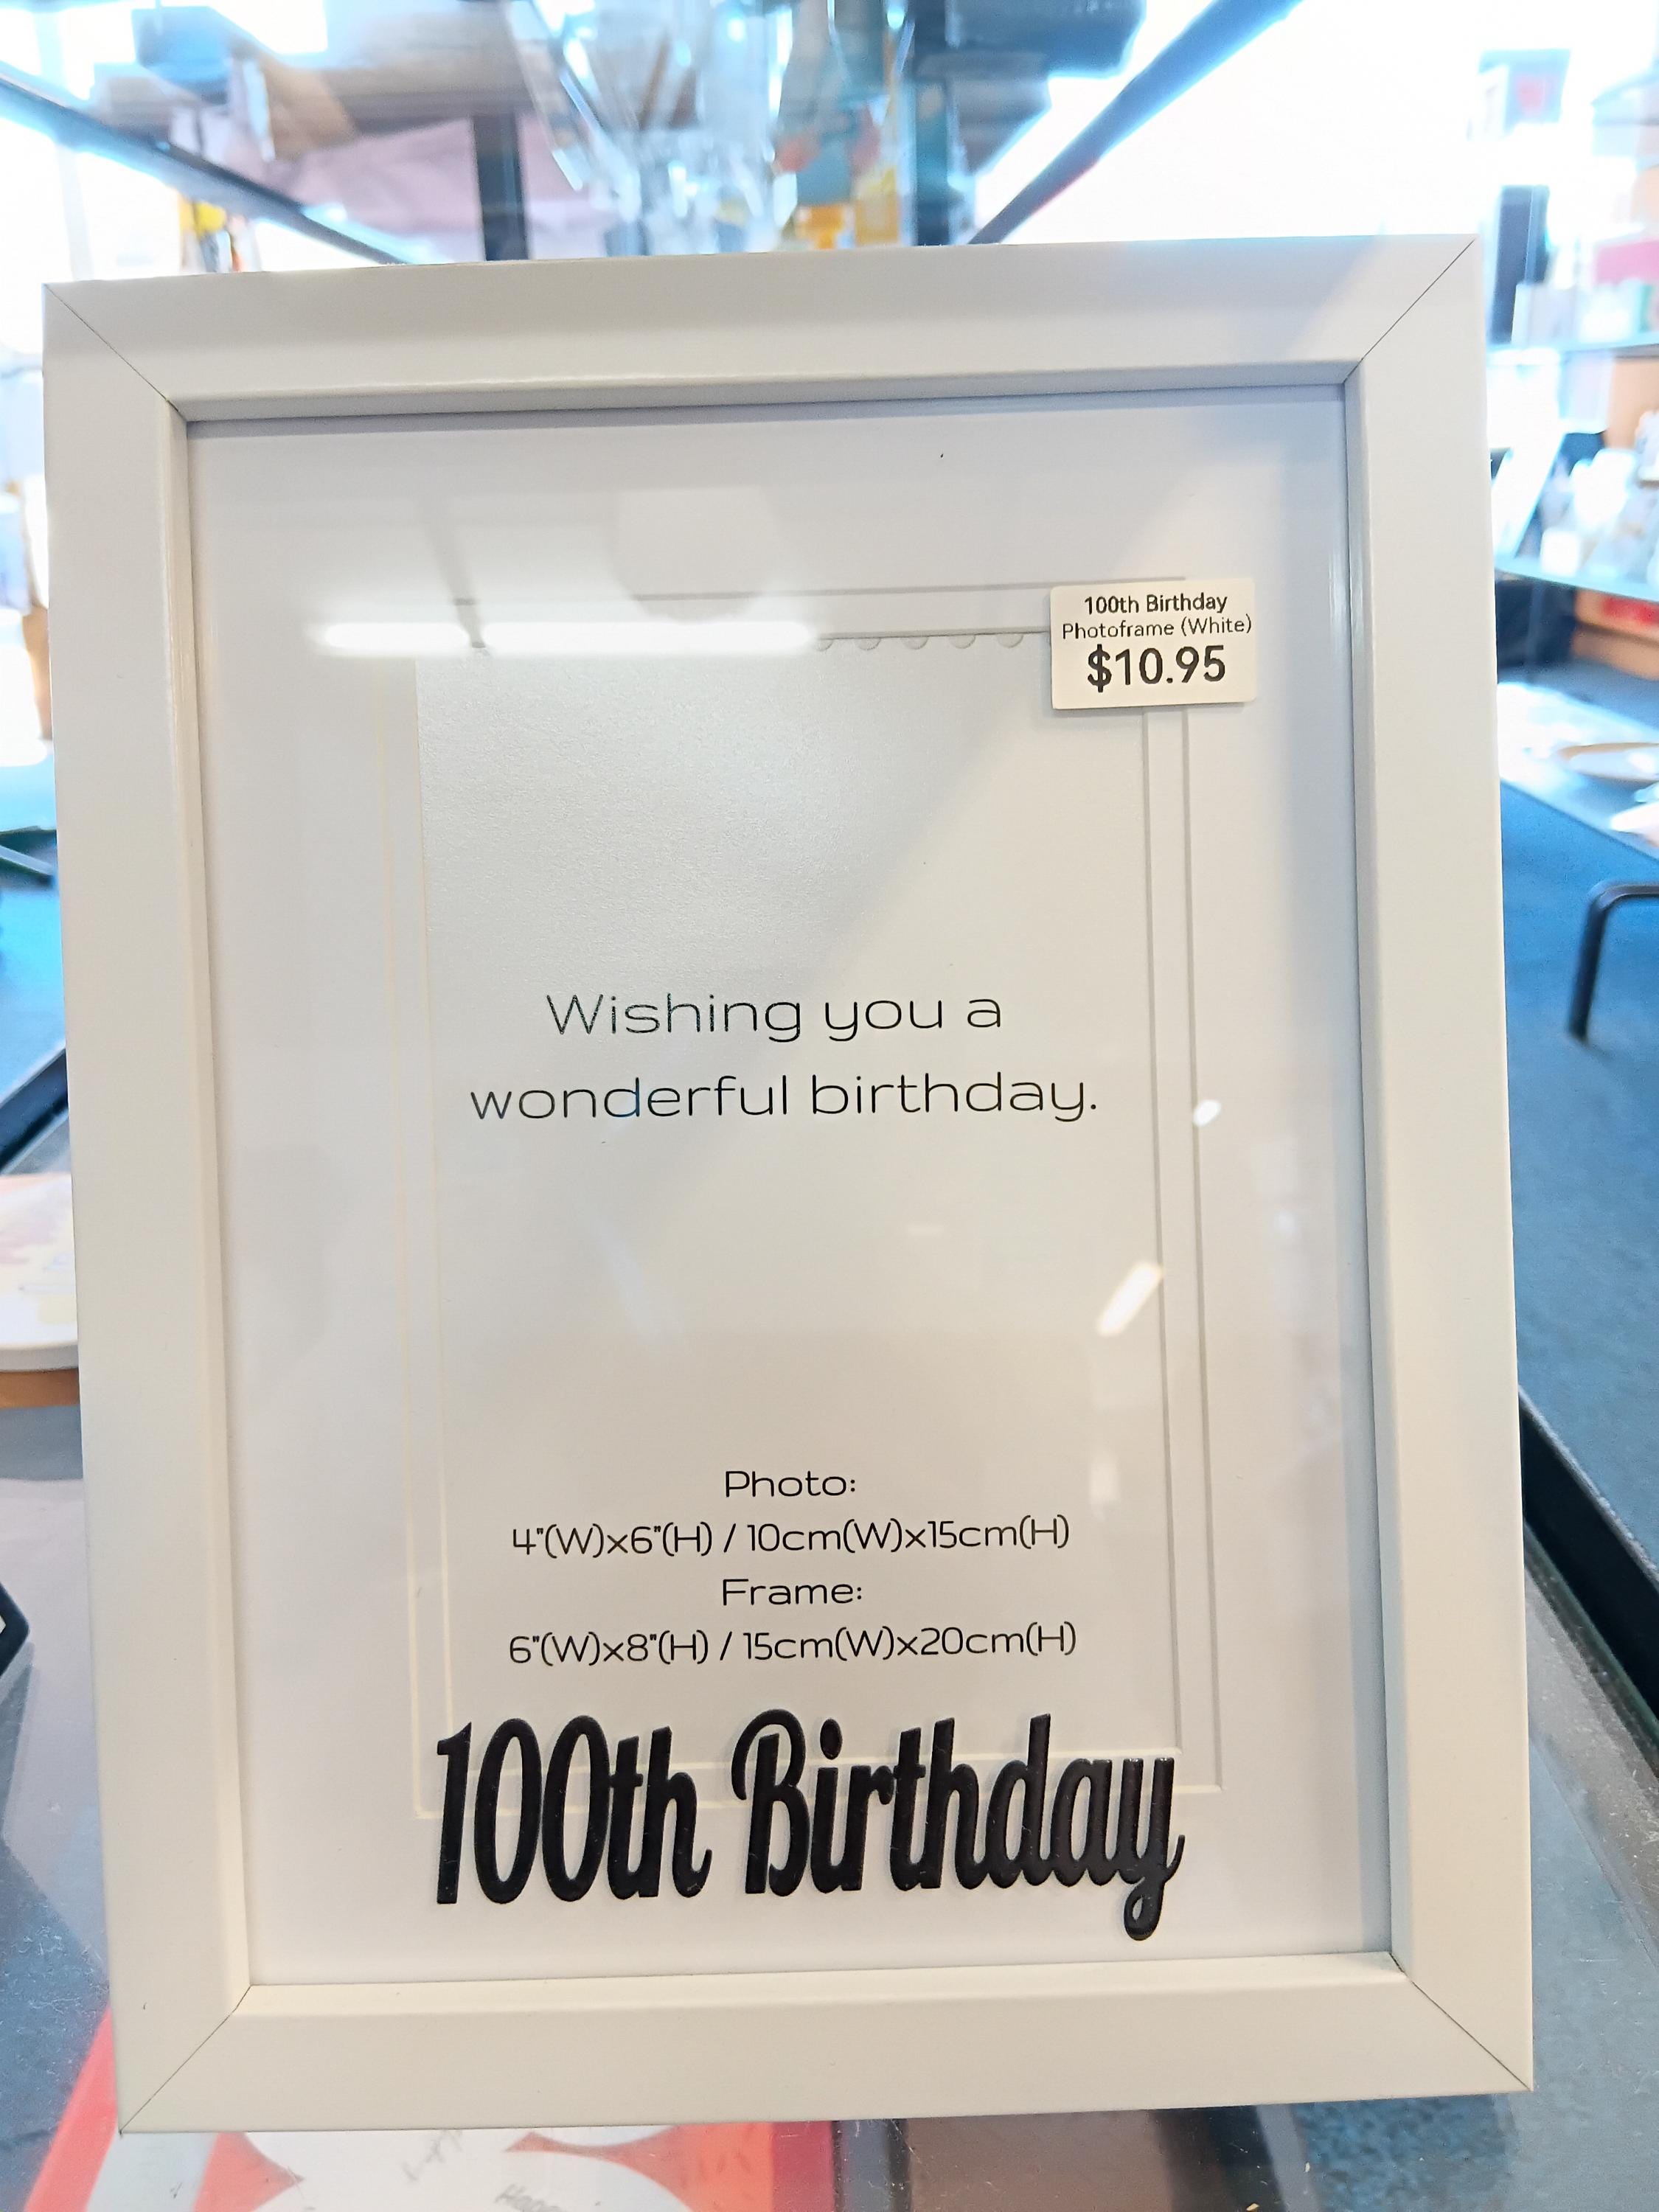 100th Birthday
Photoframe (White)
$10.95
Wishing you a
wonderful birthday.
Photo:
4"(W)x6"(H) / 10cm(W)x15cm(H)
Frame:
6"(W)x8"(H) / 15cm(W)x20cm(H)
100th Birthday